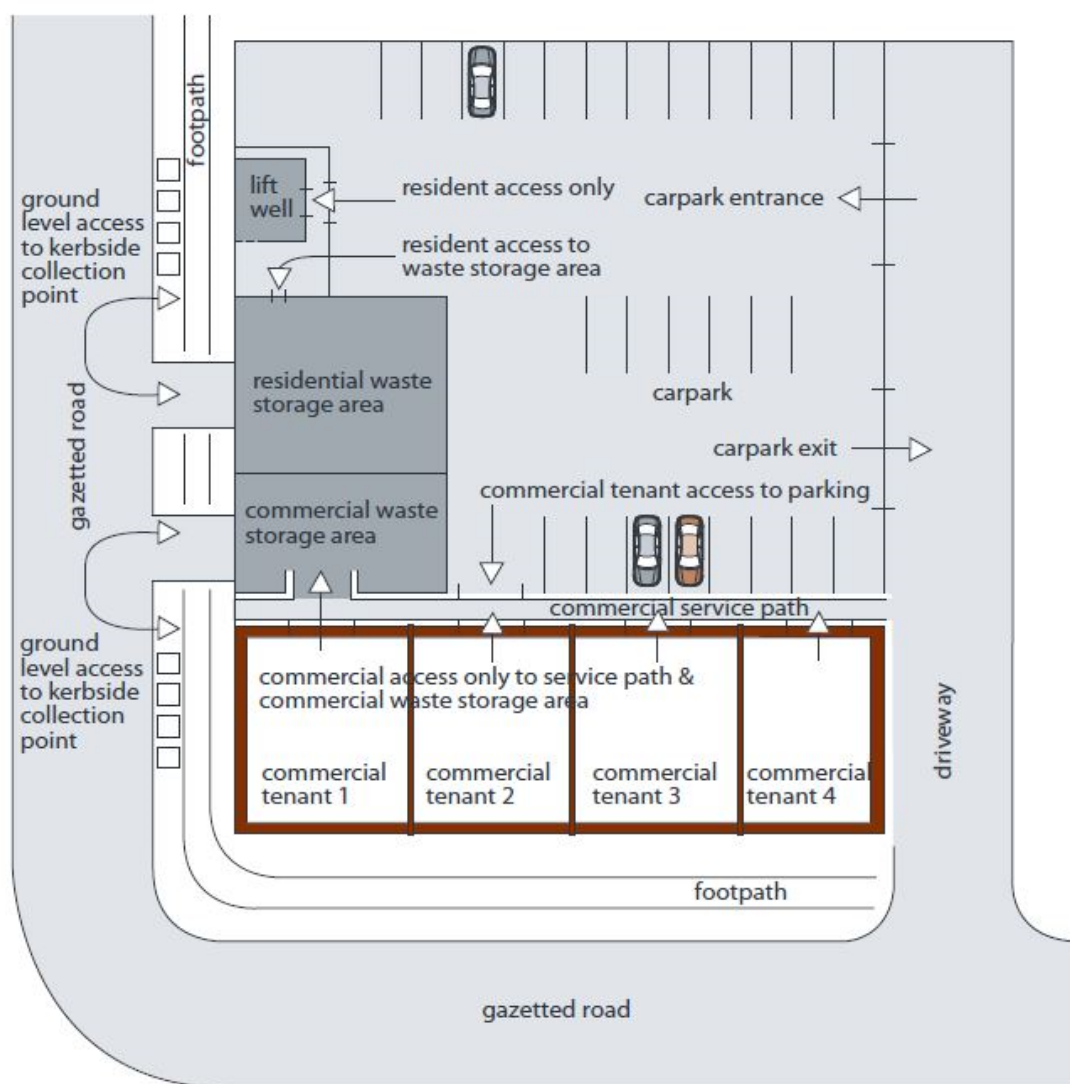 footpath
lift
well
resident access only
carpark entrance
ground
level access
to kerbside
collection
point
resident access to
waste storage area
residential waste
storage area
carpark
gazetted road
carpark exit
commercial tenant access to parking
commercial waste
storage area
commercial service path
ground
level access
to kerbside
collection
point
commercial access only to service path &
commercial waste storage area
driveway
commercial
tenant 1
commercial
tenant 2
commercial
tenant 3
commercial
tenant 4
footpath
gazetted road